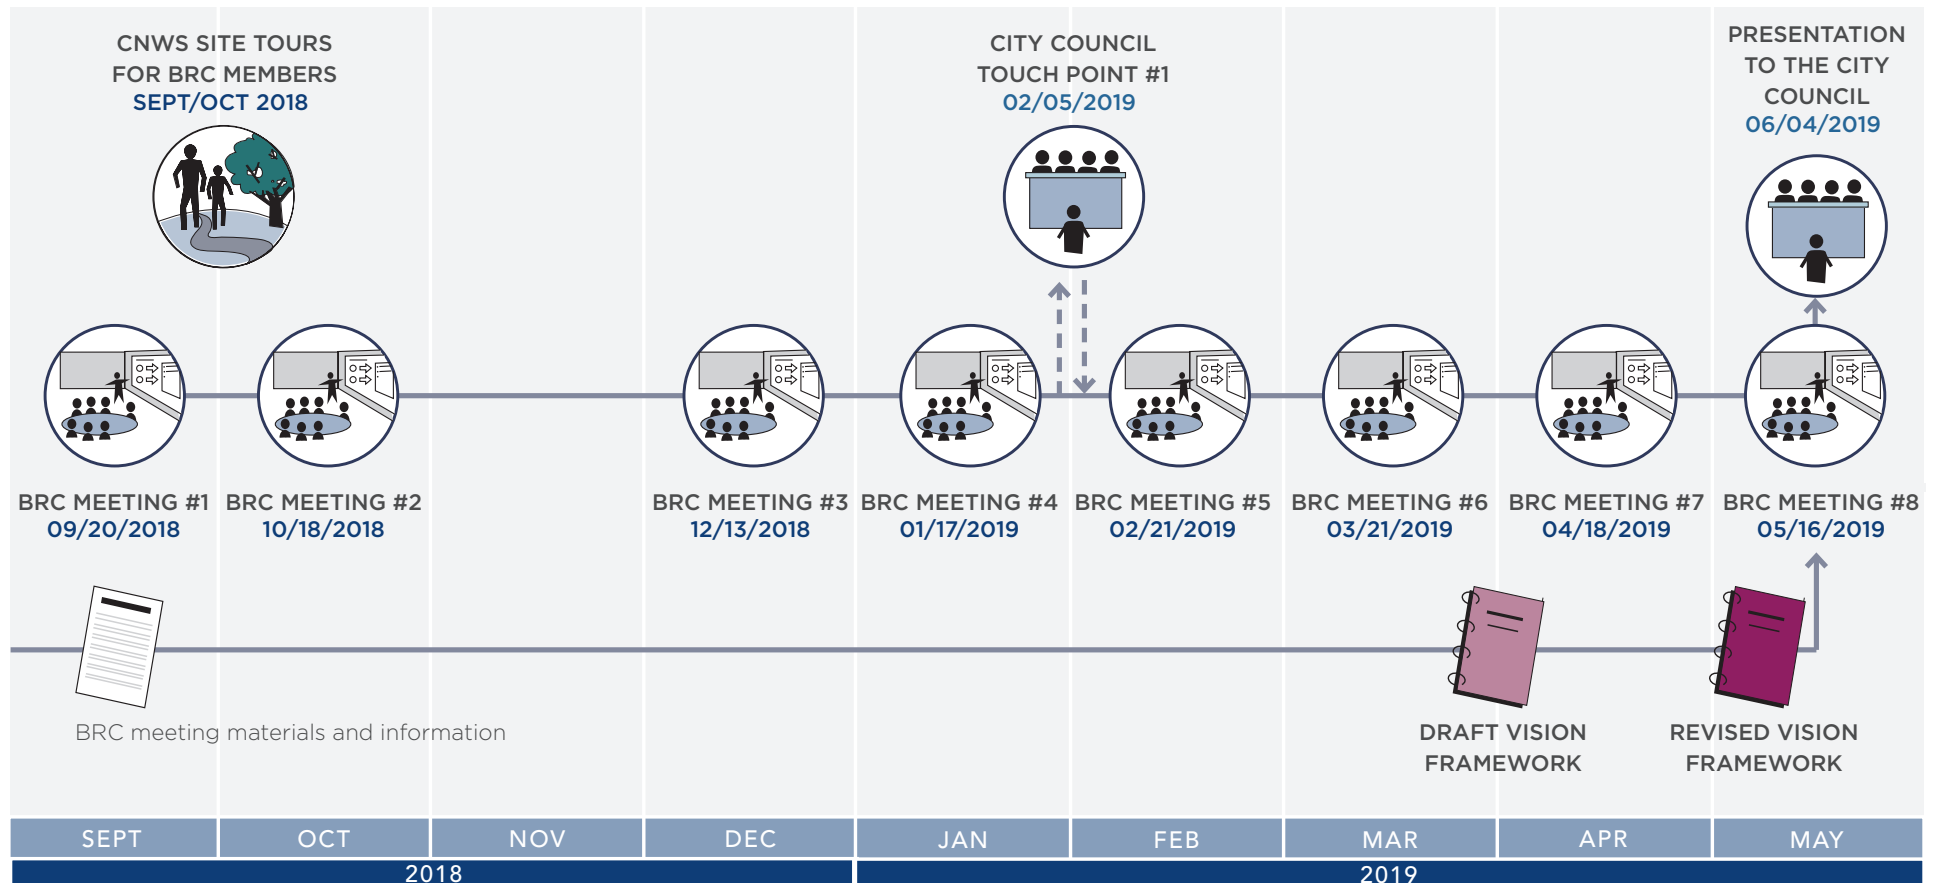 CNWS SITE TOURS
FOR BRC MEMBERS
SEPT/OCT 2018
CITY COUNCIL
TOUCH POINT #1
02/05/2019
PRESENTATION
TO THE CITY
COUNCIL
06/04/2019
BRC MEETING #1
09/20/2018
BRC MEETING #2
10/18/2018
BRC MEETING #3
12/13/2018
BRC MEETING #4
01/17/2019
BRC MEETING #5
02/21/2019
BRC MEETING #6
03/21/2019
BRC MEETING #7
04/18/2019
BRC MEETING #8
05/16/2019
BRC meeting materials and information
DRAFT VISION
FRAMEWORK
REVISED VISION
FRAMEWORK
SEPT
OCT
NOV
DEC
JAN
FEB
MAR
APR
MAY
2018
2019